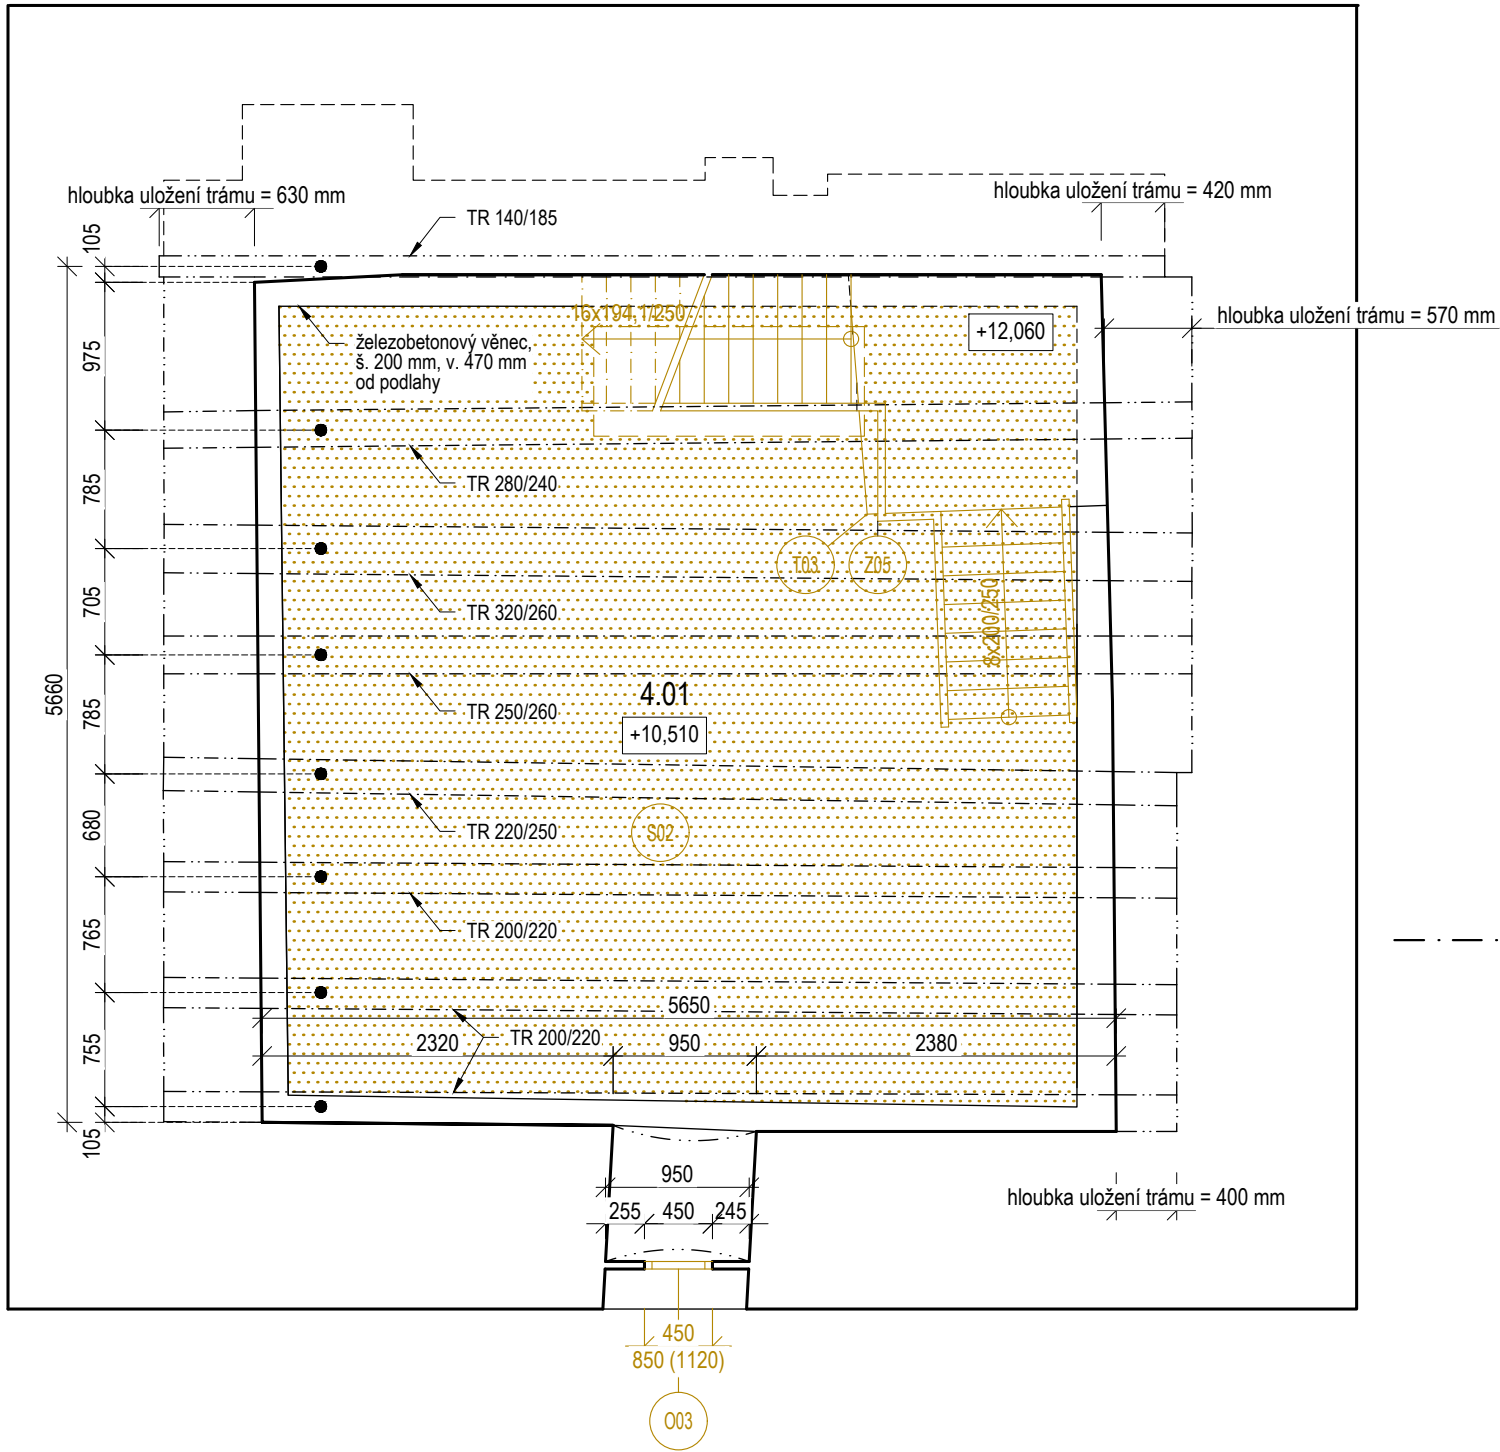 hloubka uložení trámu = 630 mm
hloubka uložení trámu = 420 mm
TR 140/185
105
16x194,1/250
hloubka uložení trámu = 570 mm
+12,060
železobetonový věnec,
š. 200 mm, v. 470 mm
od podlahy
975
TR 280/240
785
T03
Z05
TR 320/260
705
8x200/250
5660
4.01
TR 250/260
785
+10,510
680
TR 220/250
S02
TR 200/220
765
5650
TR 200/220
2320
950
2380
755
105
950
hloubka uložení trámu = 400 mm
255
450
245
450
850 (1120)
O03